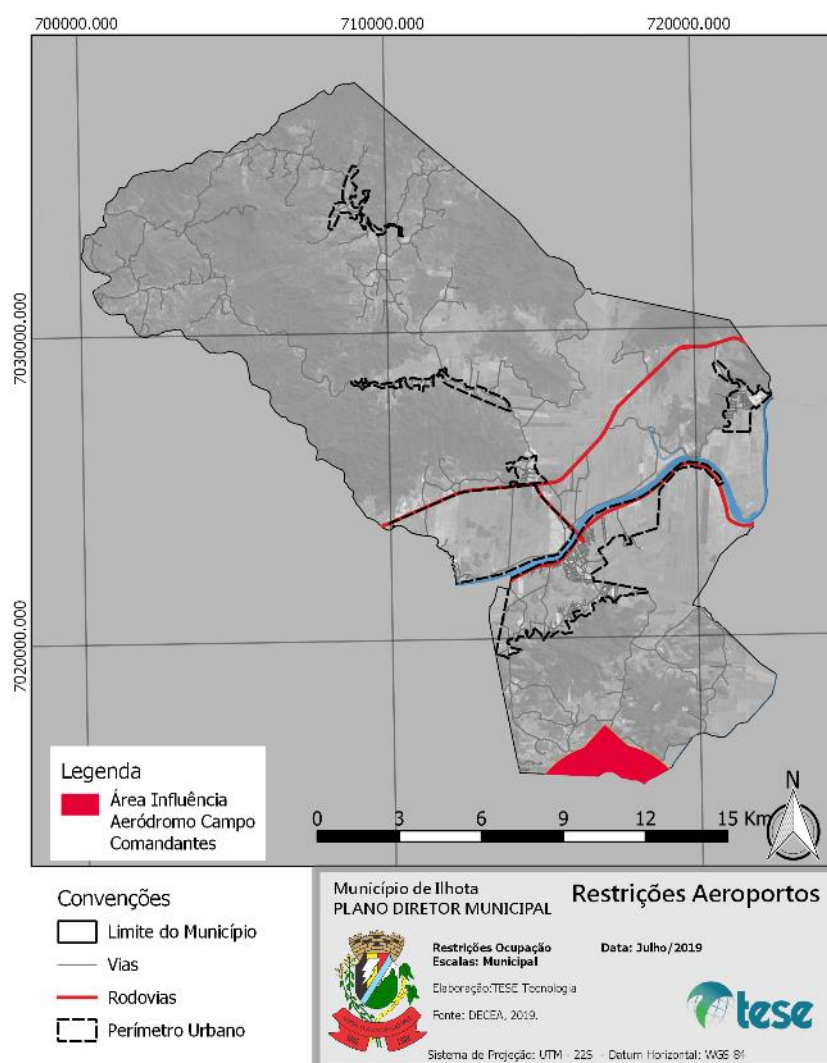 700000.000
710000.000
720000.000
7030000.000
7020000.000
Legenda
Área Influência
Aeródromo Campo
Comandantes
0 3 6 9 12 15 Km
N
Convenções
Limite do Município
Vias
Rodovias
Perímetro Urbano
Município de Ilhota
PLANO DIRETOR MUNICIPAL
Restrições Aeroportos
Restrições Ocupação
Escalas: Municipal
Data: Julho/2019
Elaboração:TESE Tecnologia
Fonte: DECEA, 2019.
tese
Sistema de Projeção: UTM - 22S - Datum Horizontal: WGS 84